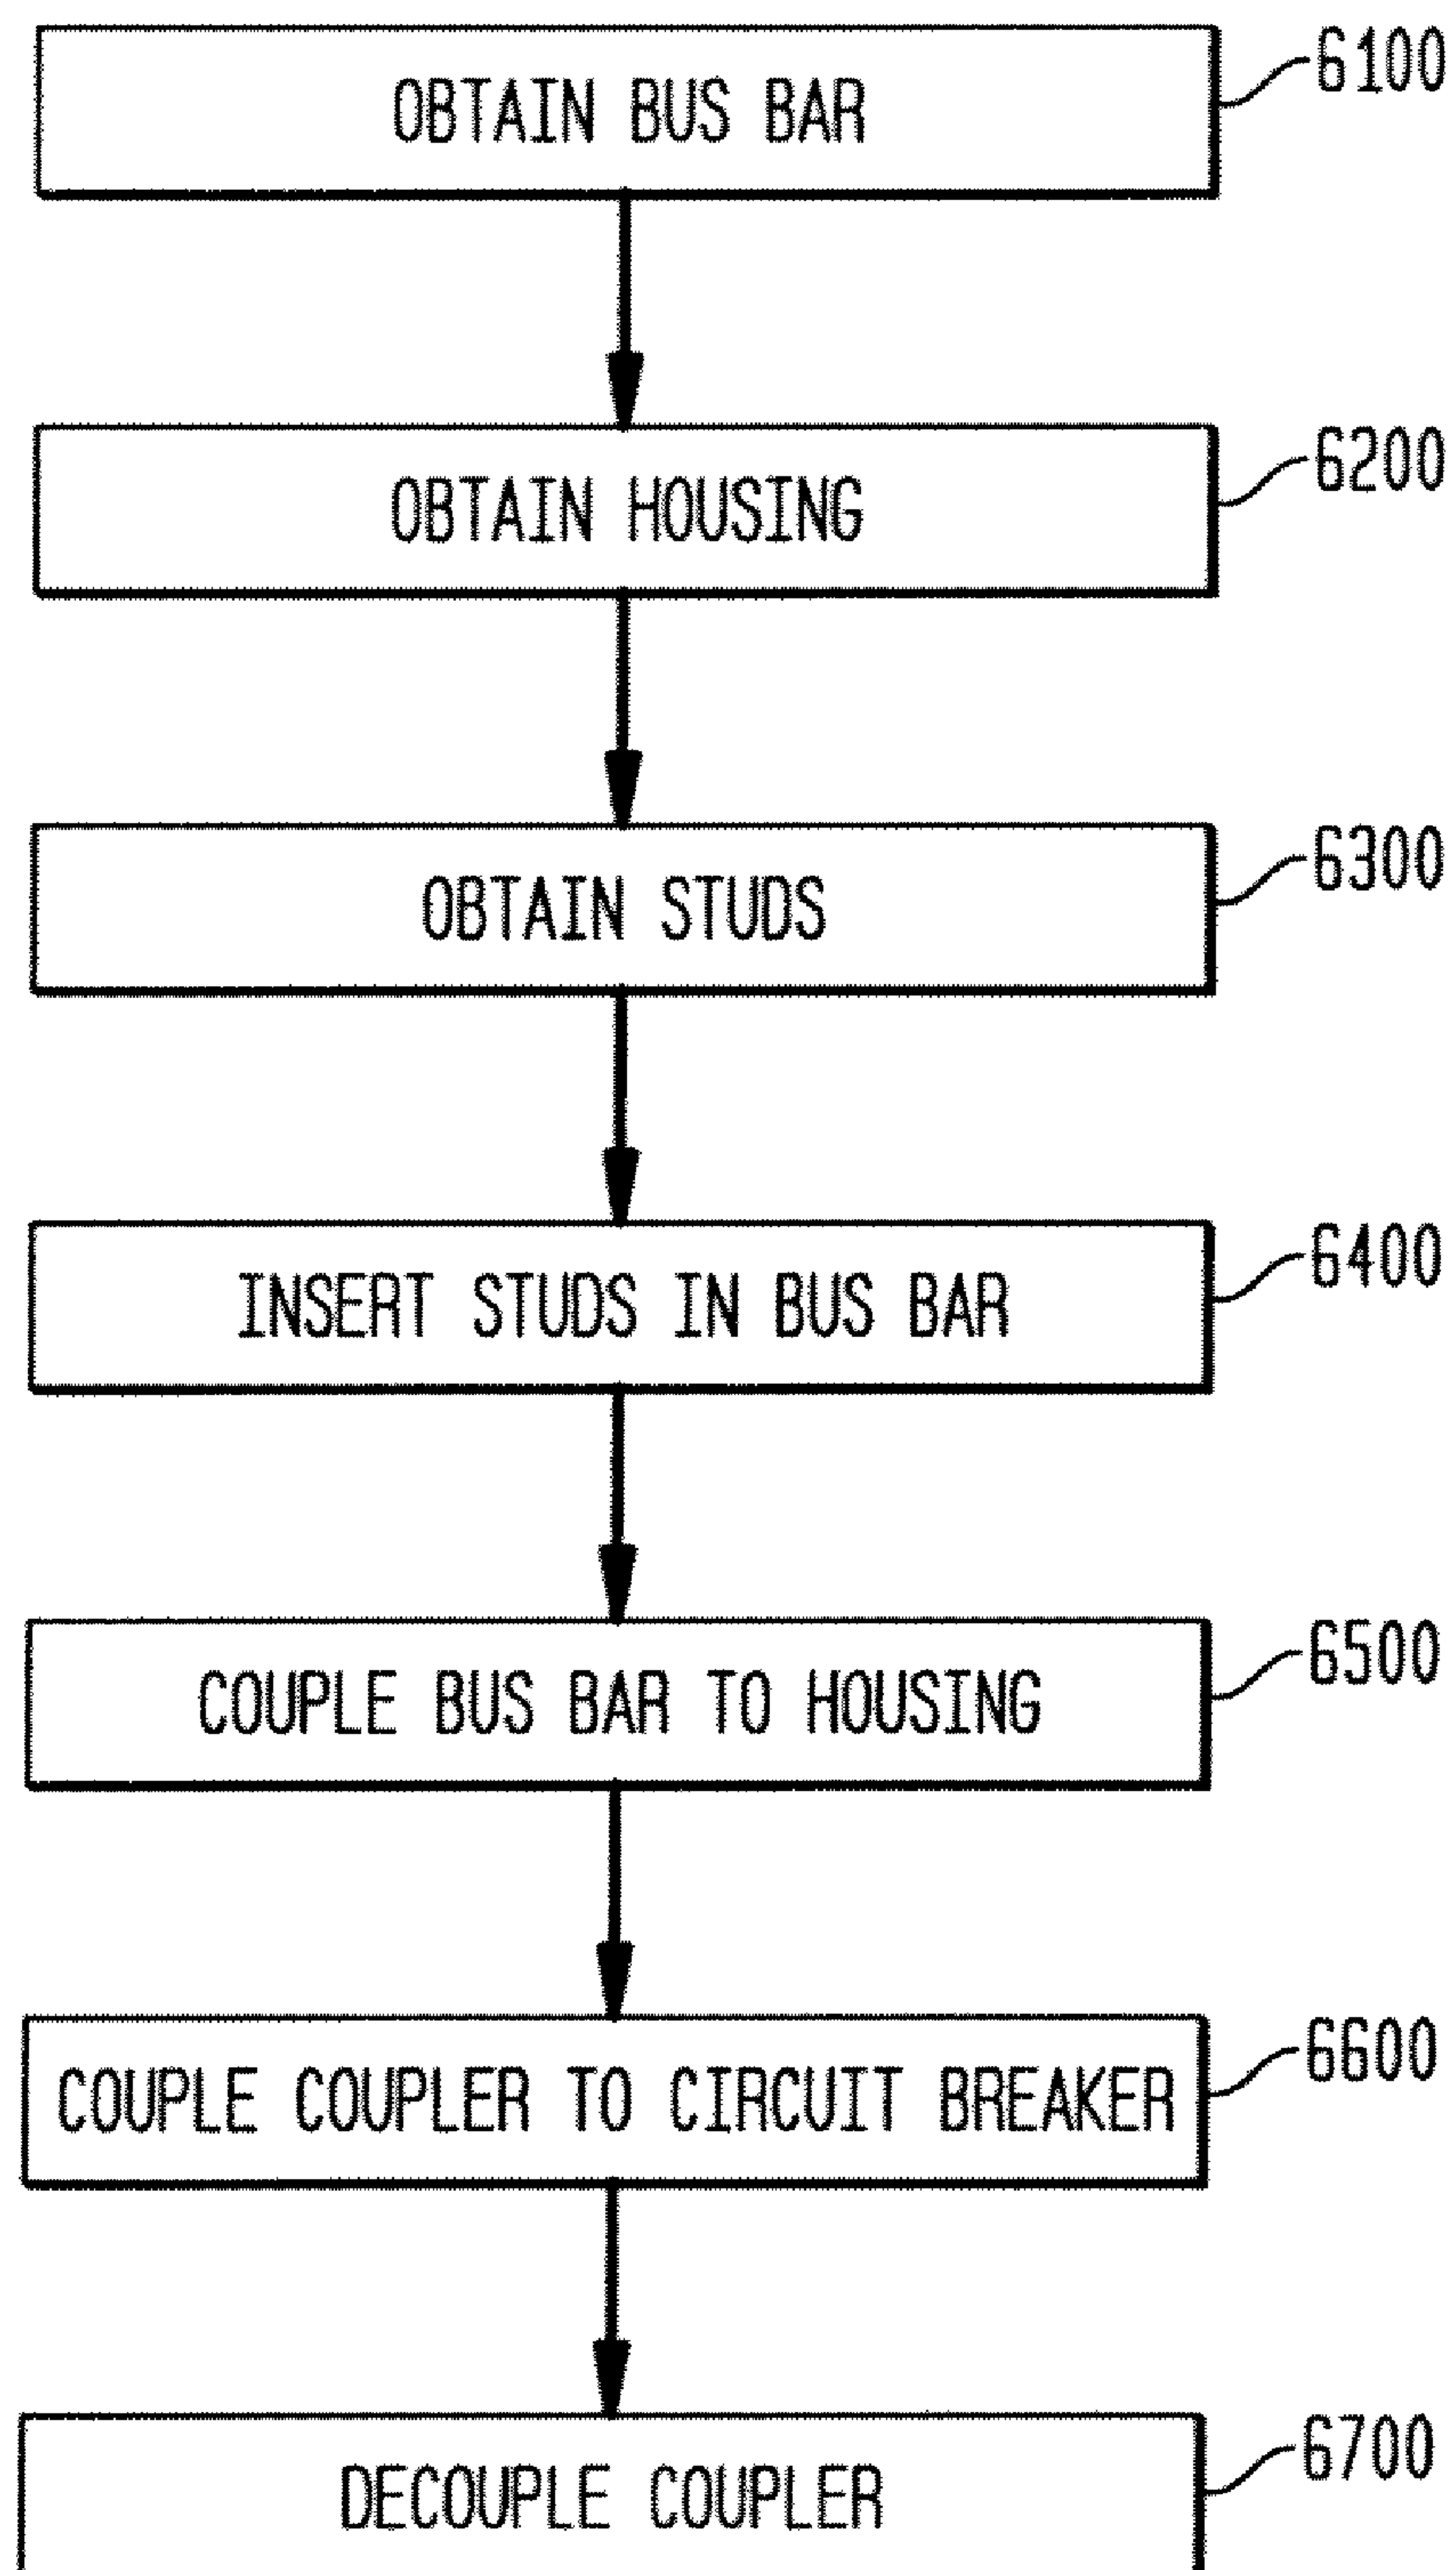 OBTAIN BUS BAR
6100
OBTAIN HOUSING
6200
OBTAIN STUDS
6300
INSERT STUDS IN BUS BAR
6400
COUPLE BUS BAR TO HOUSING
6500
COUPLE COUPLER TO CIRCUIT BREAKER
6600
DECOUPLE COUPLER
6700